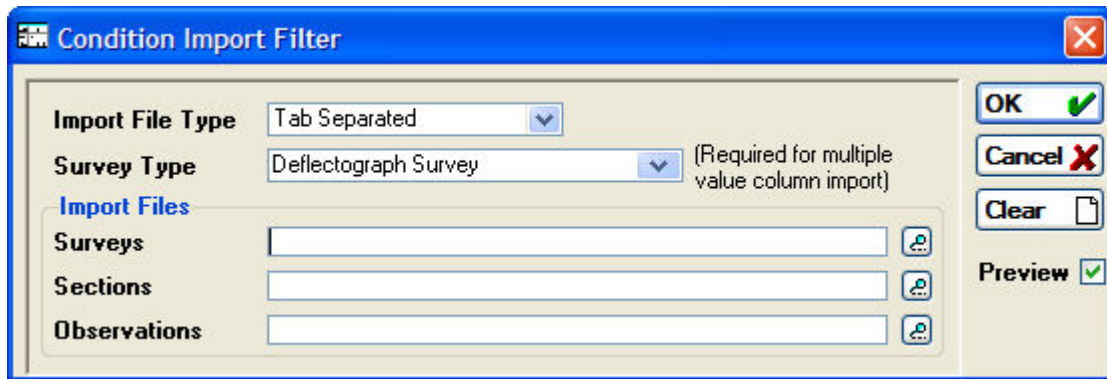 Condition Import Filter
Import File Type
Tab Separated
OK
Survey Type
Deflectograph Survey
(Required for multiple
value column import)
Cancel
Import Files
Clear
Surveys
Sections
Preview
Observations